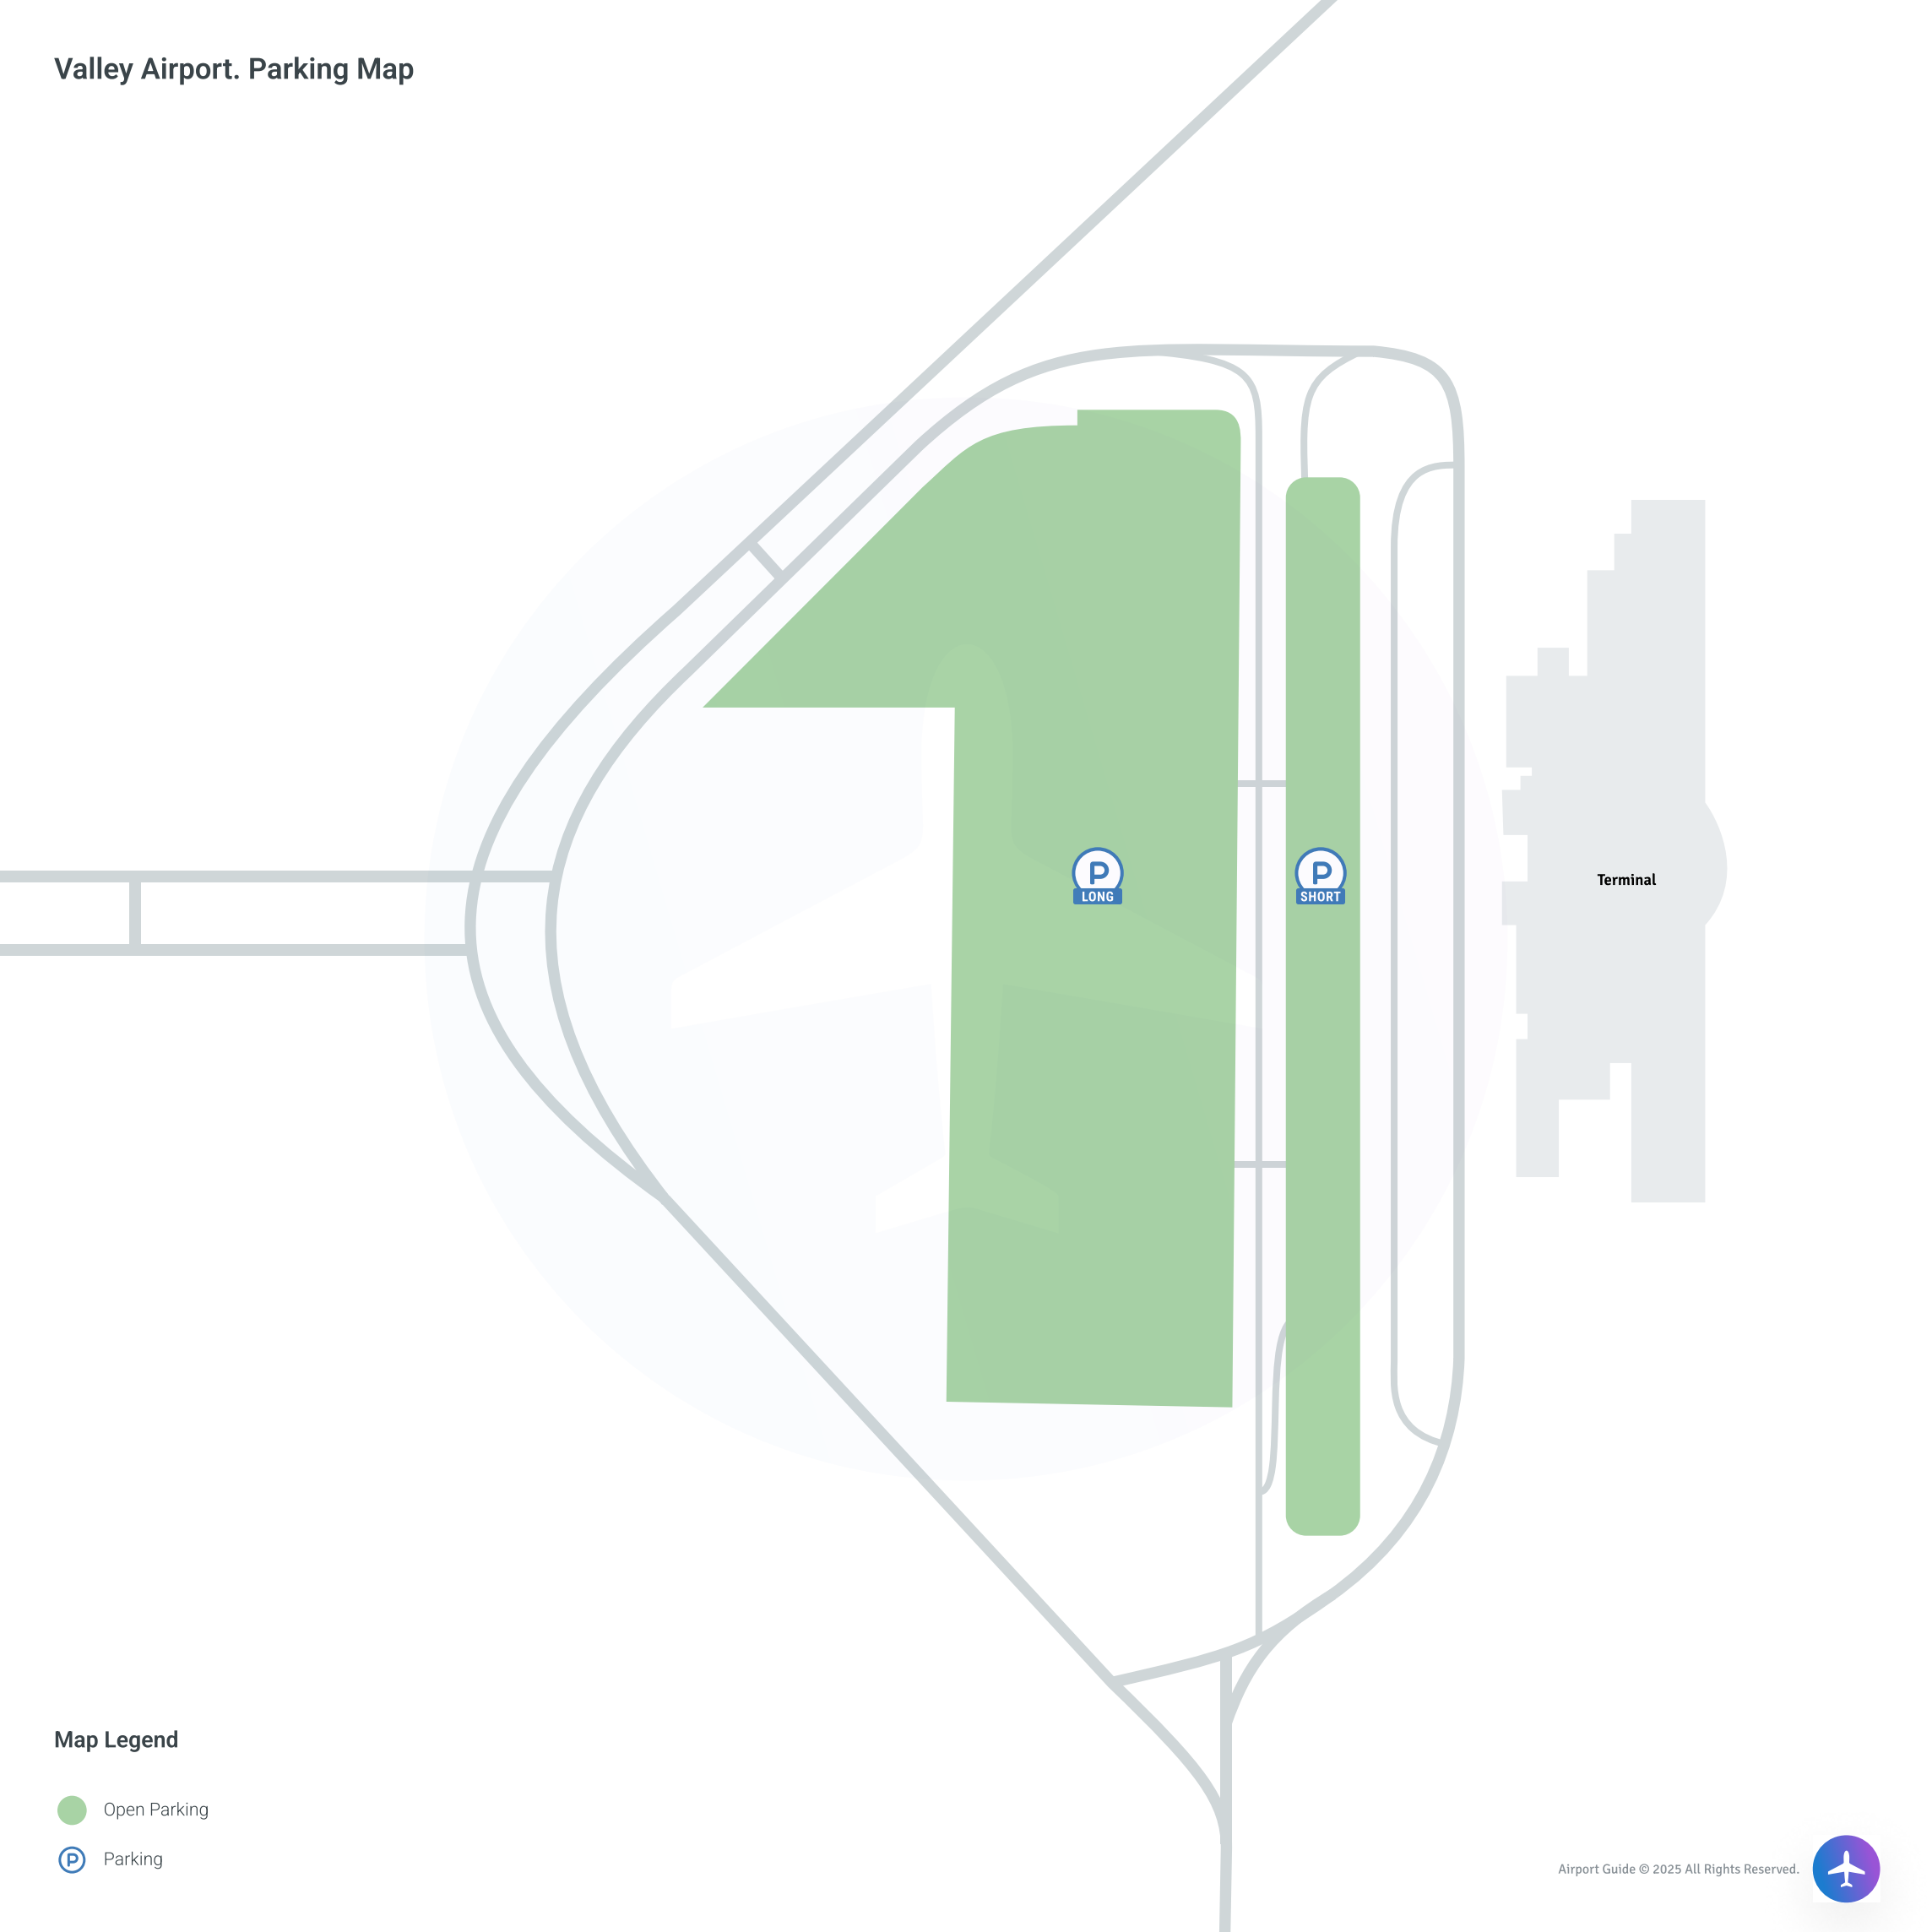 Valley Airport. Parking Map
P
LONG
P
SHORT
Terminal
Map Legend
Open Parking
P
Parking
Airport Guide © 2025 All Rights Reserved.